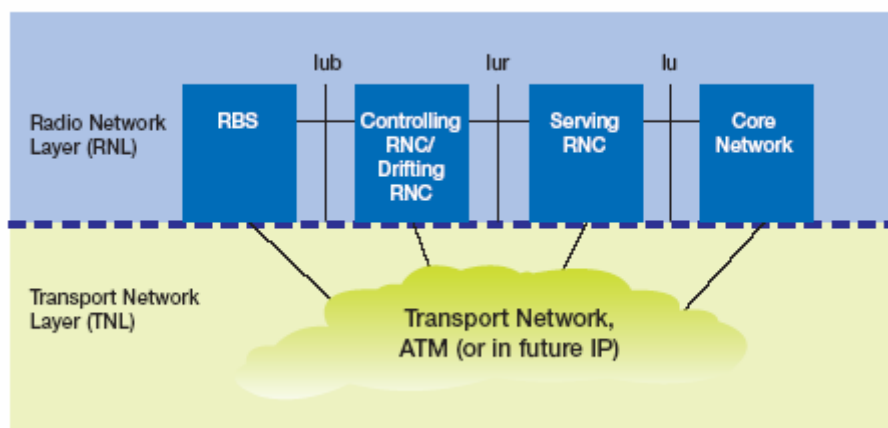 Iub
Iur
Iu
Radio Network
Layer (RNL)
RBS
Controlling
RNC/
Drifting
RNC
Serving
RNC
Core
Network
Transport Network
Layer (TNL)
Transport Network,
ATM (or in future IP)